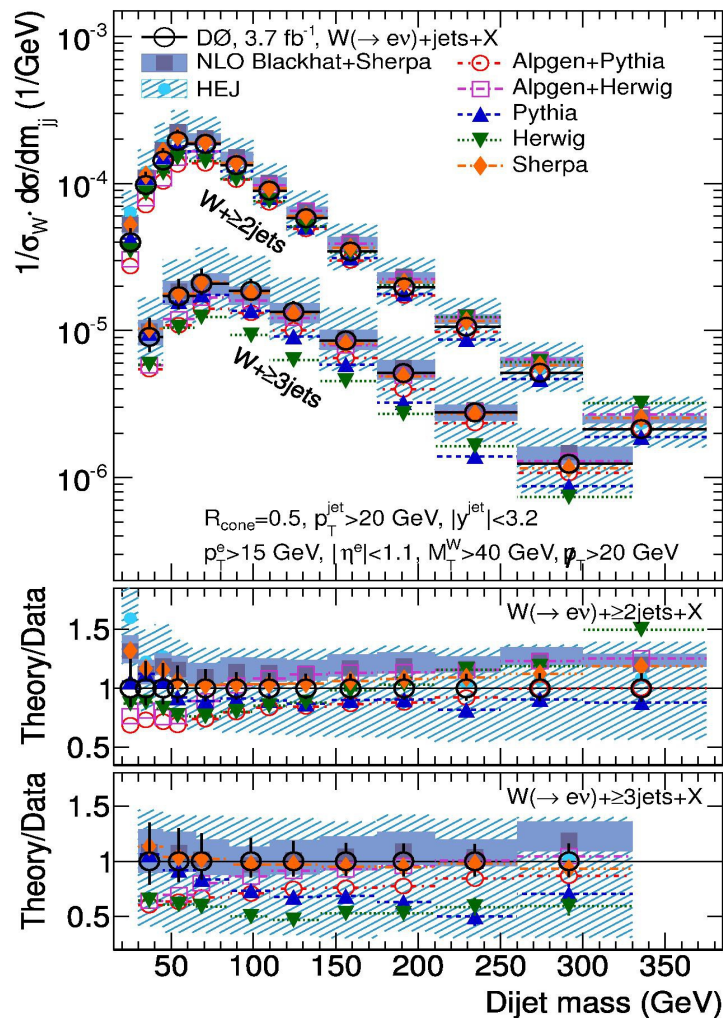 DØ, 3.7 fb⁻¹, W(→ eν)+jets+X
NLO Blackhat+Sherpa
HEJ
Alpgen+Pythia
Alpgen+Herwig
Pythia
Herwig
Sherpa
1/σ_W · dσ/dm_jj (1/GeV)
10⁻³
10⁻⁴
10⁻⁵
10⁻⁶
W+≥2jets
W+≥3jets
R_cone=0.5, p_T^jet>20 GeV, |y^jet|<3.2
p_T^e>15 GeV, |η^e|<1.1, M_T^W>40 GeV, p̸_T>20 GeV
W(→ eν)+≥2jets+X
Theory/Data
1.5
1
0.5
W(→ eν)+≥3jets+X
Theory/Data
1.5
1
0.5
50 100 150 200 250 300 350
Dijet mass (GeV)